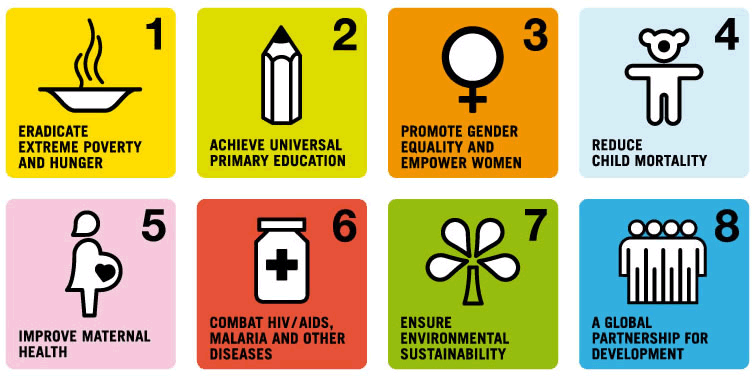 1
ERADICATE
EXTREME POVERTY
AND HUNGER
2
ACHIEVE UNIVERSAL
PRIMARY EDUCATION
3
PROMOTE GENDER
EQUALITY AND
EMPOWER WOMEN
4
REDUCE
CHILD MORTALITY
5
IMPROVE MATERNAL
HEALTH
6
COMBAT HIV/AIDS,
MALARIA AND OTHER
DISEASES
7
ENSURE
ENVIRONMENTAL
SUSTAINABILITY
8
A GLOBAL
PARTNERSHIP FOR
DEVELOPMENT